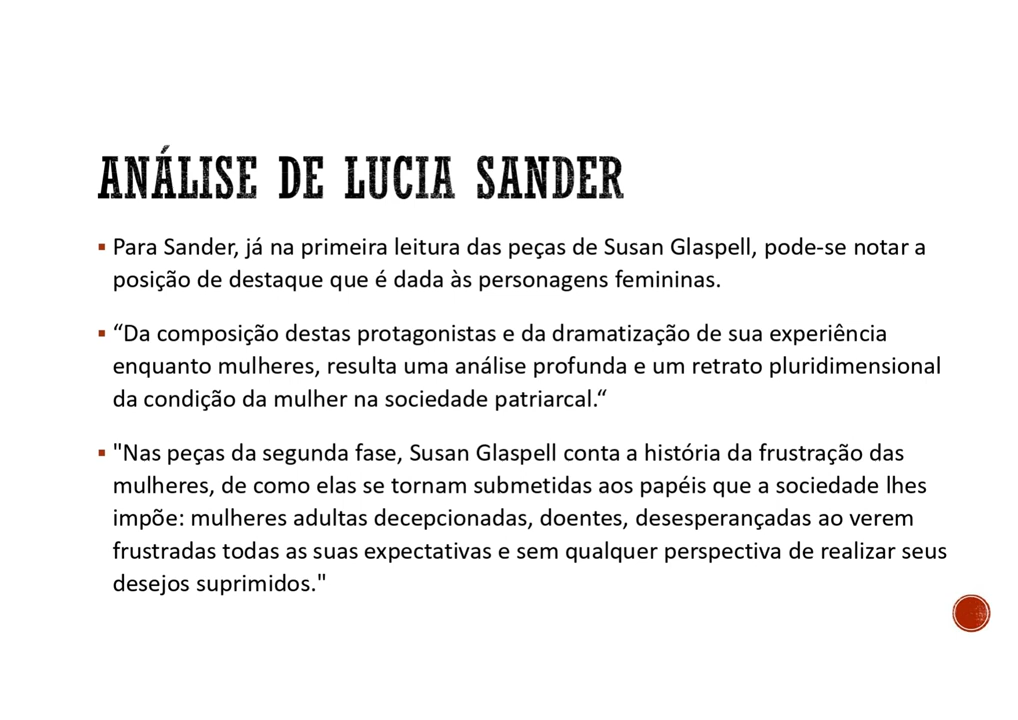 ANÁLISE DE LUCIA SANDER
▪ Para Sander, já na primeira leitura das peças de Susan Glaspell, pode-se notar a
posição de destaque que é dada às personagens femininas.
▪ “Da composição destas protagonistas e da dramatização de sua experiência
enquanto mulheres, resulta uma análise profunda e um retrato pluridimensional
da condição da mulher na sociedade patriarcal.“
▪ "Nas peças da segunda fase, Susan Glaspell conta a história da frustração das
mulheres, de como elas se tornam submetidas aos papéis que a sociedade lhes
impõe: mulheres adultas decepcionadas, doentes, desesperançadas ao verem
frustradas todas as suas expectativas e sem qualquer perspectiva de realizar seus
desejos suprimidos."